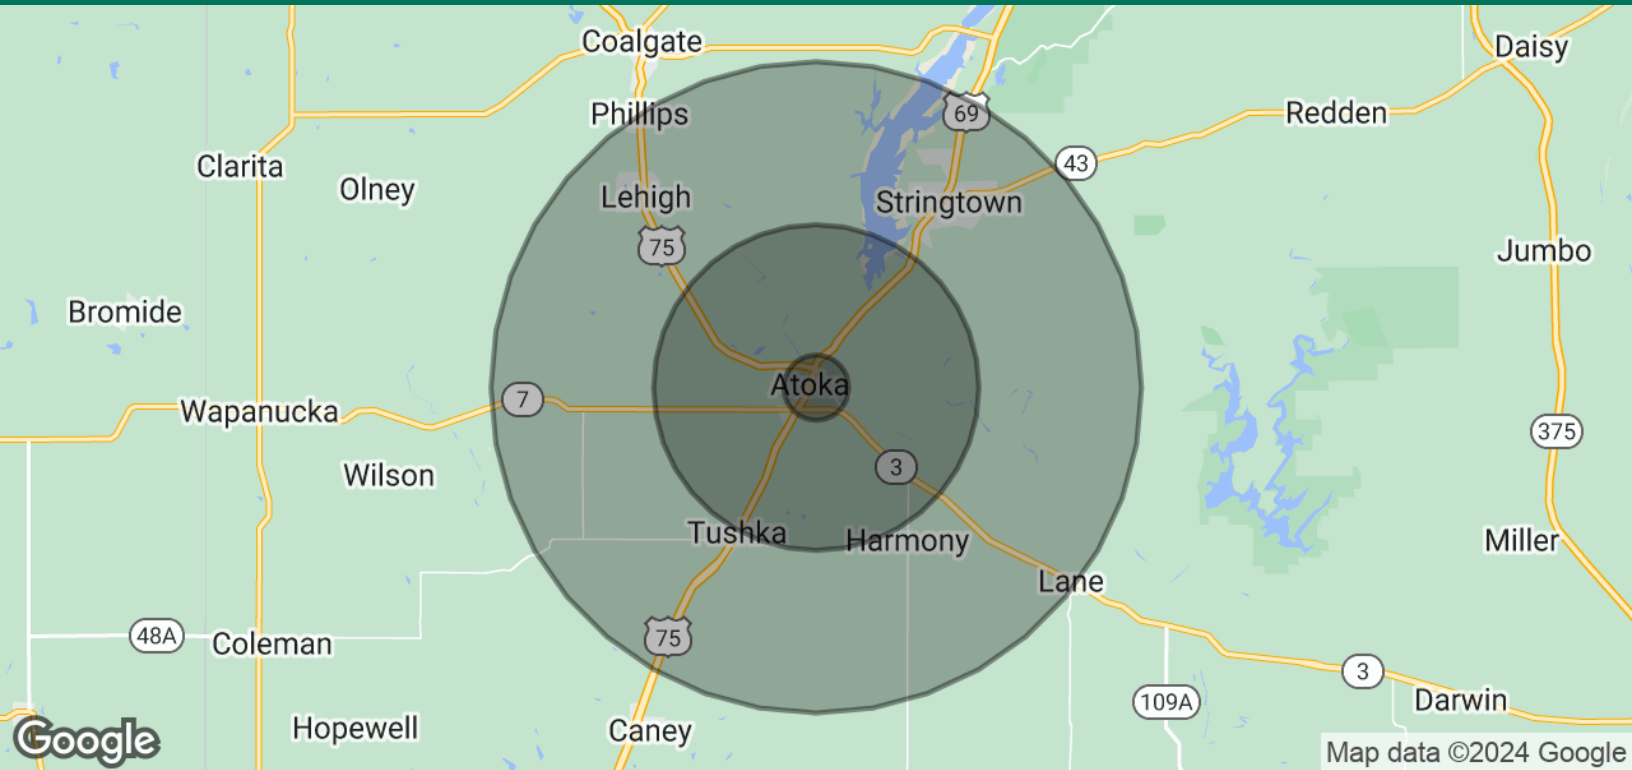 Coalgate
Daisy
Phillips
69
Redden
Clarita
43
Olney
Lehigh
Stringtown
75
Jumbo
Bromide
Atoka
7
Wapanucka
375
3
Wilson
Tushka
Harmony
Miller
Lane
48A
75
Coleman
3
109A
Darwin
Hopewell
Caney
Google
Map data ©2024 Google